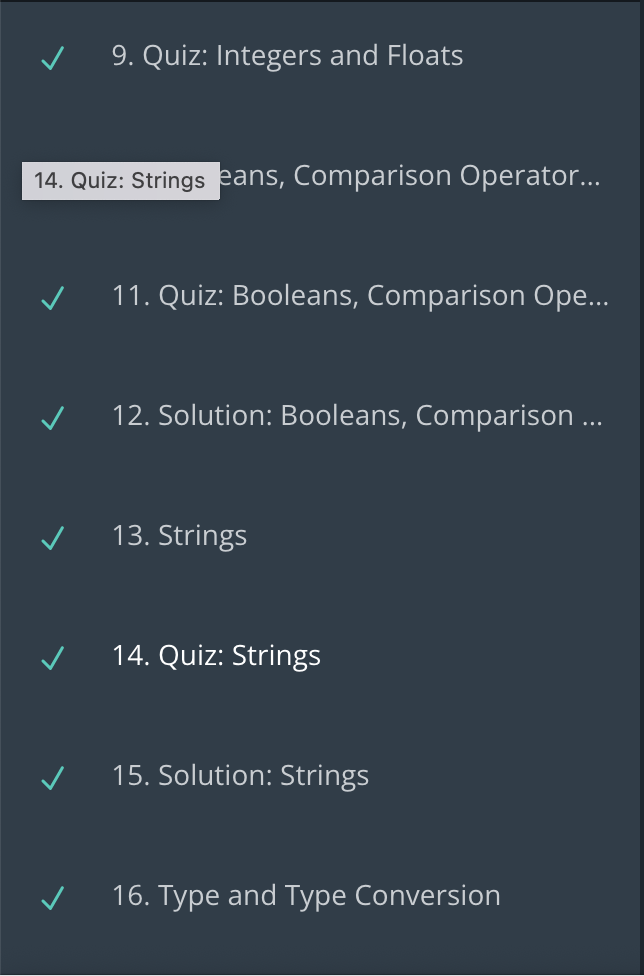 9. Quiz: Integers and Floats
14. Quiz: Strings
eans, Comparison Operator...
11. Quiz: Booleans, Comparison Ope...
12. Solution: Booleans, Comparison ...
13. Strings
14. Quiz: Strings
15. Solution: Strings
16. Type and Type Conversion